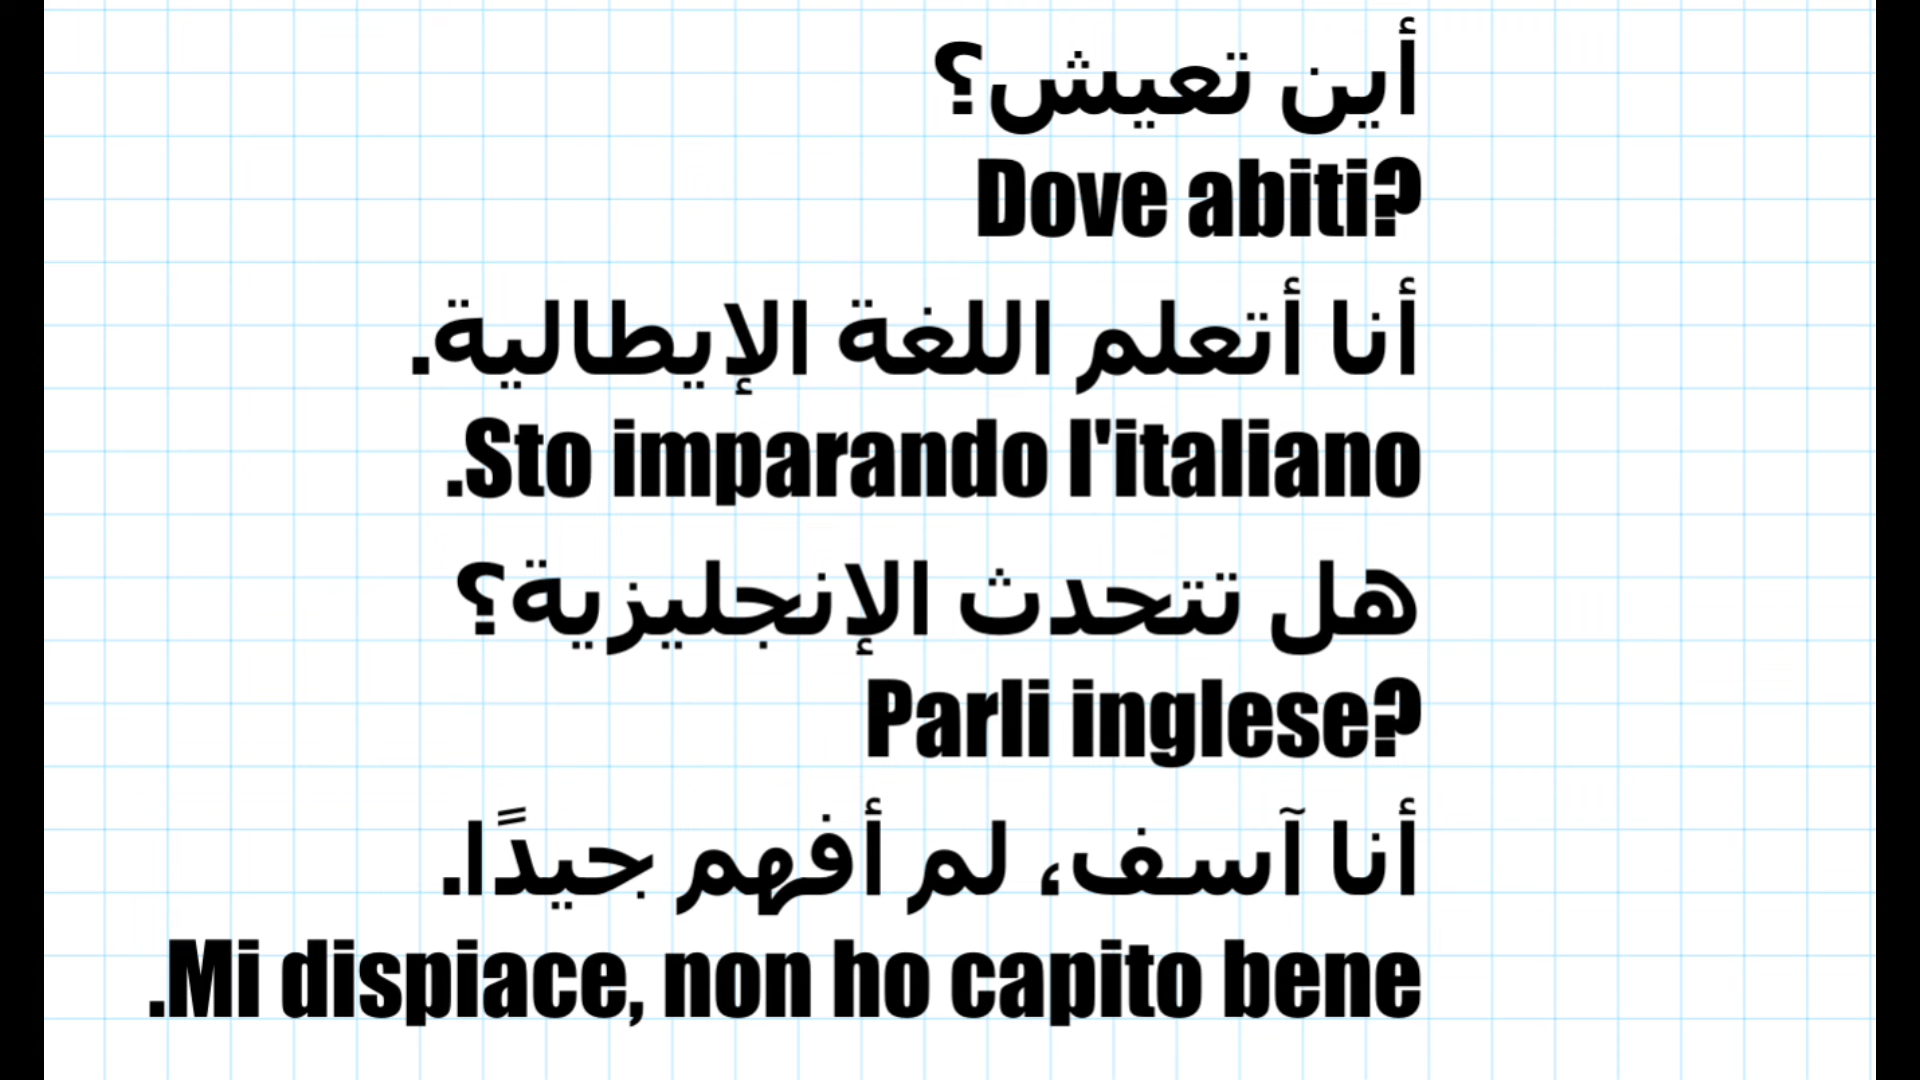 أين تعيش؟
Dove abiti?
أنا أتعلم اللغة الإيطالية.
.Sto imparando l'italiano
هل تتحدث الإنجليزية؟
Parli inglese?
أنا آسف، لم أفهم جيدًا.
.Mi dispiace, non ho capito bene